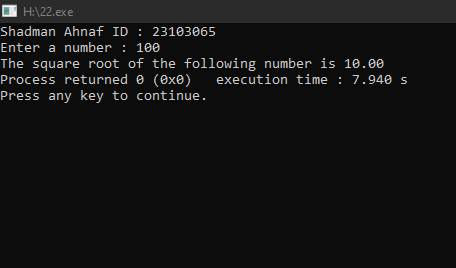 H:\22.exe
Shadman Ahnaf ID : 23103065
Enter a number : 100
The square root of the following number is 10.00
Process returned 0 (0x0)   execution time : 7.940 s
Press any key to continue.